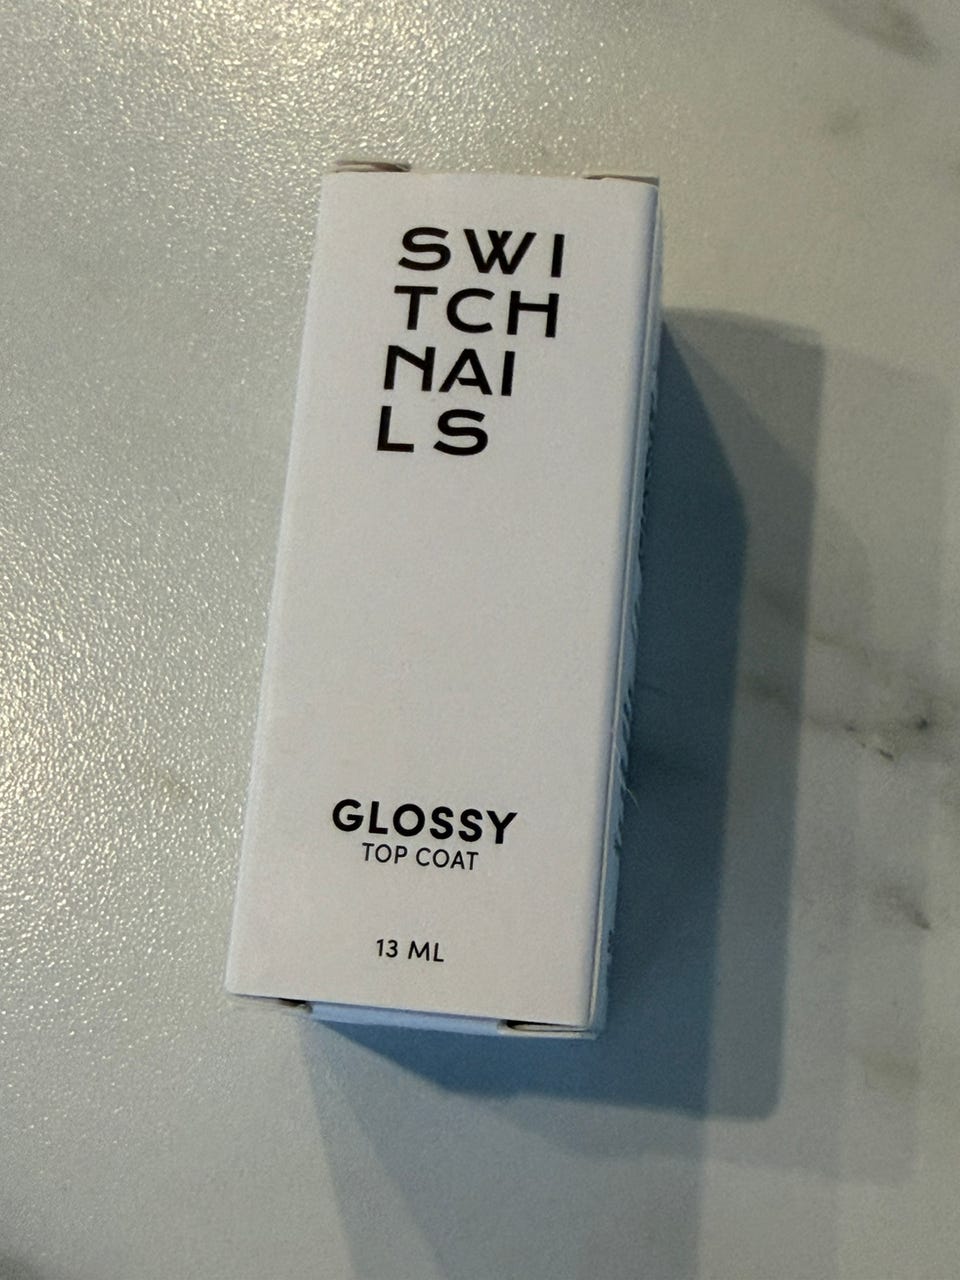 SWI
TCH
NAI
LS
GLOSSY
TOP COAT
13 ML